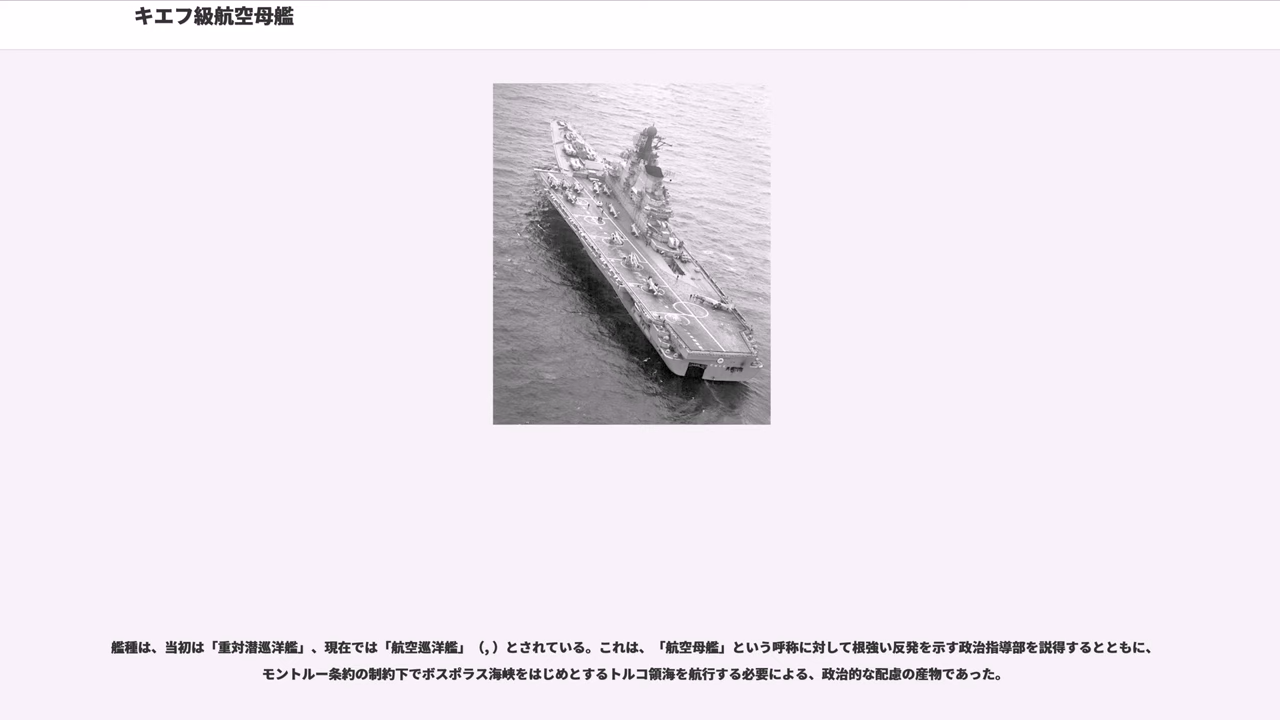 キエフ級航空母艦
艦種は、当初は「重対潜巡洋艦」、現在では「航空巡洋艦」（, ）とされている。これは、「航空母艦」という呼称に対して根強い反発を示す政治指導部を説得するとともに、
モントルー条約の制約下でボスポラス海峡をはじめとするトルコ領海を航行する必要による、政治的な配慮の産物であった。